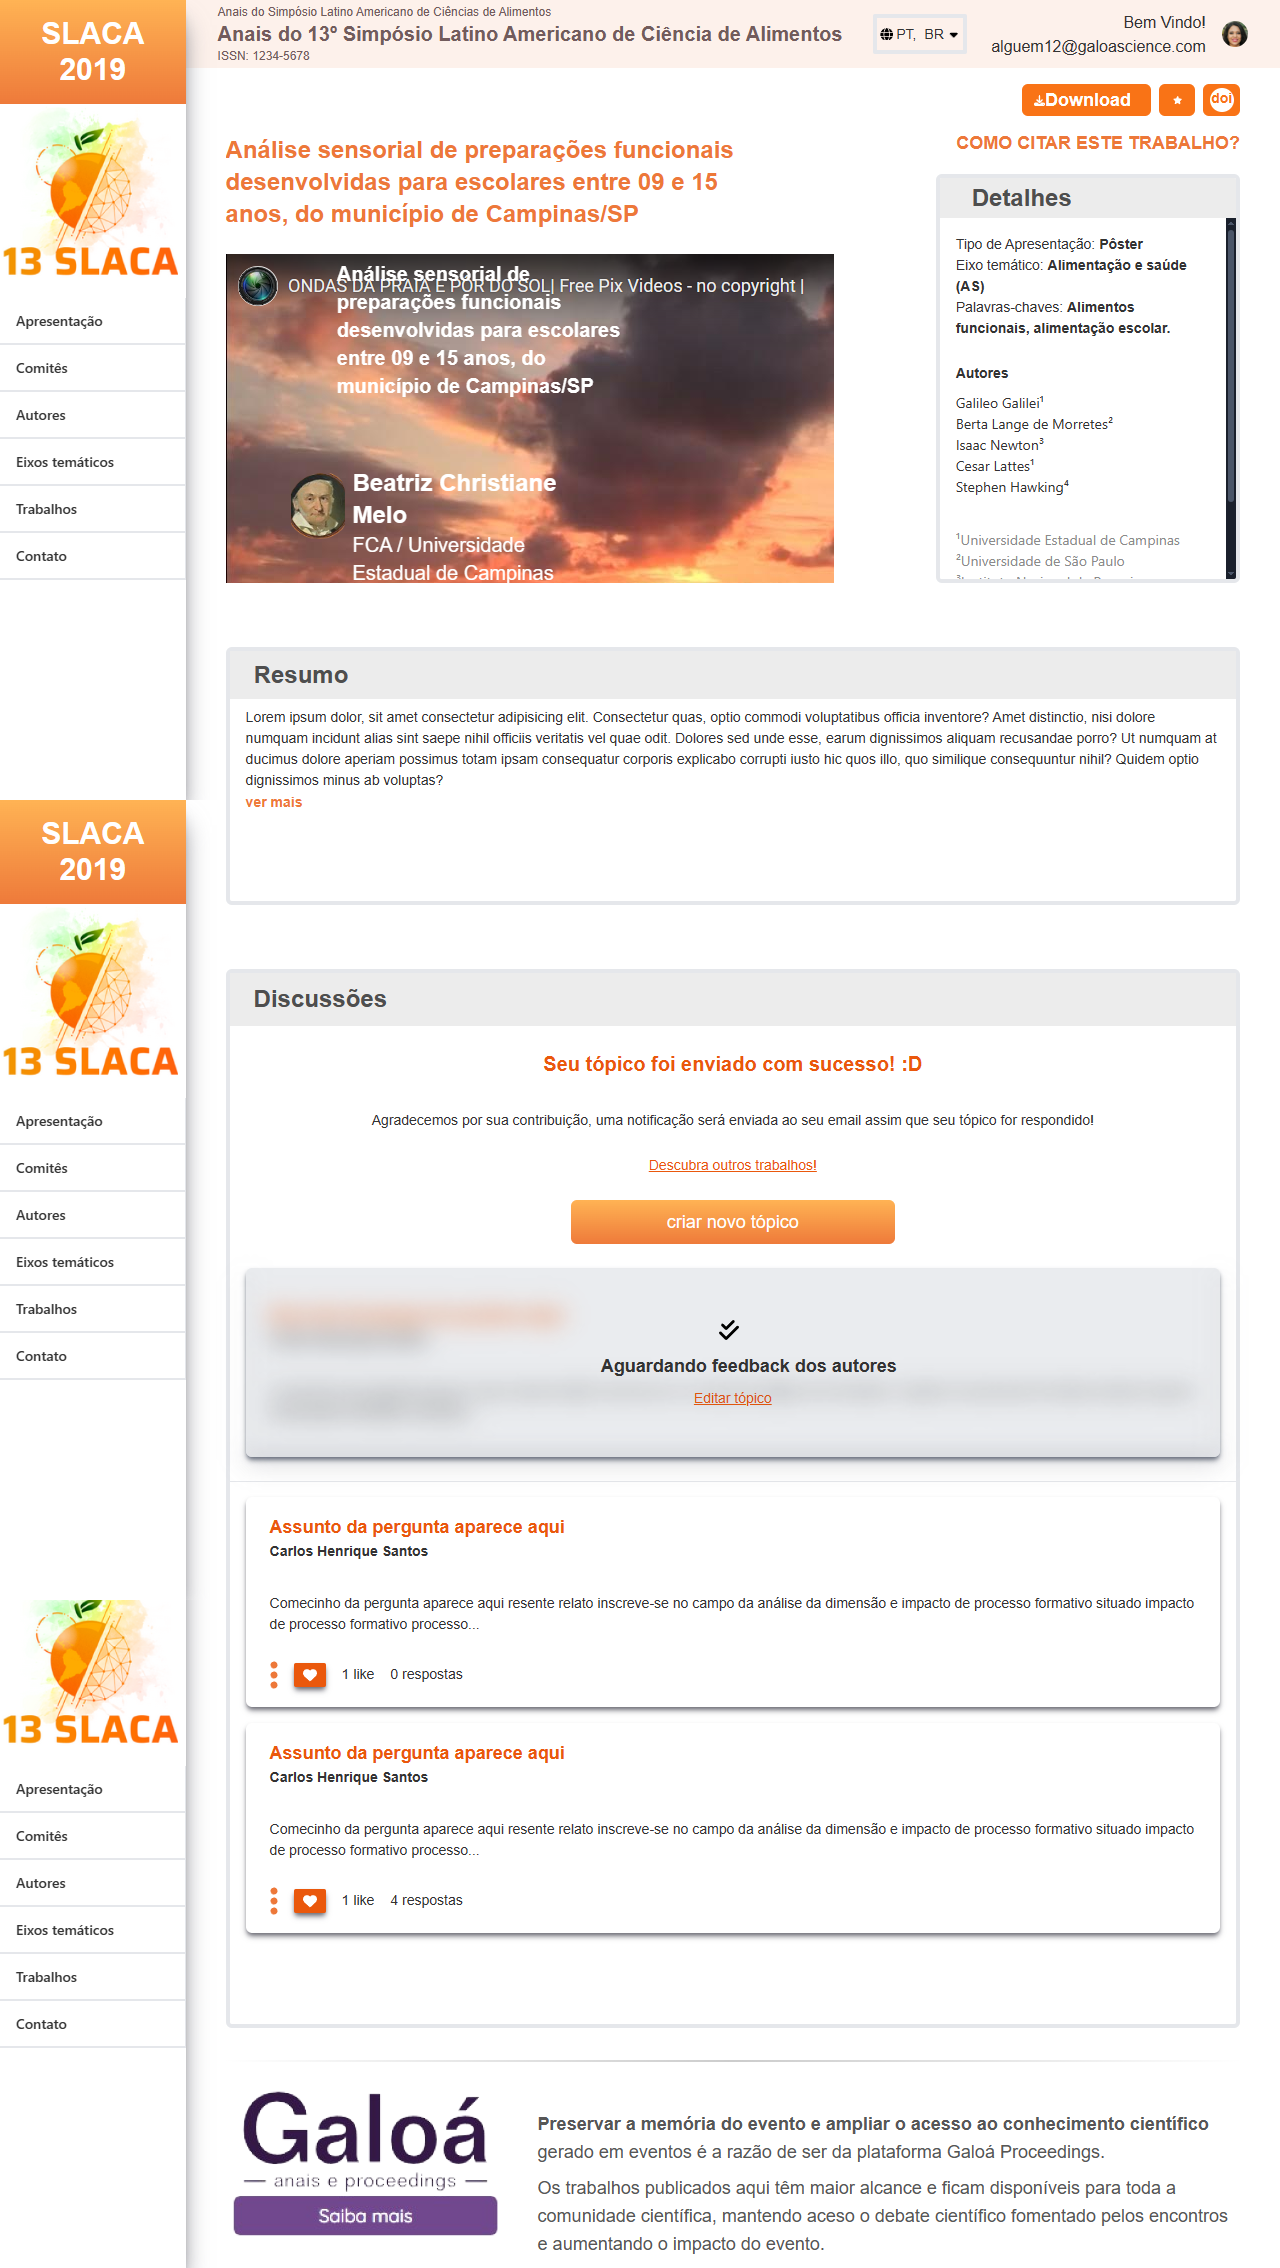 SLACA
2019
13 SLACA
Apresentação
Comitês
Autores
Eixos temáticos
Trabalhos
Contato
Anais do Simpósio Latino Americano de Ciências de Alimentos
Anais do 13º Simpósio Latino Americano de Ciência de Alimentos
ISSN: 1234-5678
PT, BR
Bem Vindo!
alguem12@galoascience.com
Download
doi
COMO CITAR ESTE TRABALHO?
Análise sensorial de preparações funcionais
desenvolvidas para escolares entre 09 e 15
anos, do município de Campinas/SP
ONDAS DA PRAIA E PÔR DO SOL| Free Pix Videos - no copyright |
Análise sensorial de
preparações funcionais
desenvolvidas para escolares
entre 09 e 15 anos, do
município de Campinas/SP
Beatriz Christiane
Melo
FCA / Universidade
Estadual de Campinas
Detalhes
Tipo de Apresentação: Pôster
Eixo temático: Alimentação e saúde
(AS)
Palavras-chaves: Alimentos
funcionais, alimentação escolar.
Autores
Galileo Galilei¹
Berta Lange de Morretes²
Isaac Newton³
Cesar Lattes¹
Stephen Hawking⁴
¹Universidade Estadual de Campinas
²Universidade de São Paulo
Resumo
Lorem ipsum dolor, sit amet consectetur adipisicing elit. Consectetur quas, optio commodi voluptatibus officia inventore? Amet distinctio, nisi dolore
numquam incidunt alias sint saepe nihil officiis veritatis vel quae odit. Dolores sed unde esse, earum dignissimos aliquam recusandae porro? Ut numquam at
ducimus dolore aperiam possimus totam ipsam consequatur corporis explicabo corrupti iusto hic quos illo, quo similique consequuntur nihil? Quidem optio
dignissimos minus ab voluptas?
ver mais
SLACA
2019
13 SLACA
Apresentação
Comitês
Autores
Eixos temáticos
Trabalhos
Contato
Discussões
Seu tópico foi enviado com sucesso! :D
Agradecemos por sua contribuição, uma notificação será enviada ao seu email assim que seu tópico for respondido!
Descubra outros trabalhos!
criar novo tópico
Aguardando feedback dos autores
Editar tópico
Assunto da pergunta aparece aqui
Carlos Henrique Santos
Comecinho da pergunta aparece aqui resente relato inscreve-se no campo da análise da dimensão e impacto de processo formativo situado impacto
de processo formativo processo...
1 like 0 respostas
Assunto da pergunta aparece aqui
Carlos Henrique Santos
Comecinho da pergunta aparece aqui resente relato inscreve-se no campo da análise da dimensão e impacto de processo formativo situado impacto
de processo formativo processo...
1 like 4 respostas
13 SLACA
Apresentação
Comitês
Autores
Eixos temáticos
Trabalhos
Contato
Galoá
anais e proceedings
Saiba mais
Preservar a memória do evento e ampliar o acesso ao conhecimento científico
gerado em eventos é a razão de ser da plataforma Galoá Proceedings.
Os trabalhos publicados aqui têm maior alcance e ficam disponíveis para toda a
comunidade científica, mantendo aceso o debate científico fomentado pelos encontros
e aumentando o impacto do evento.